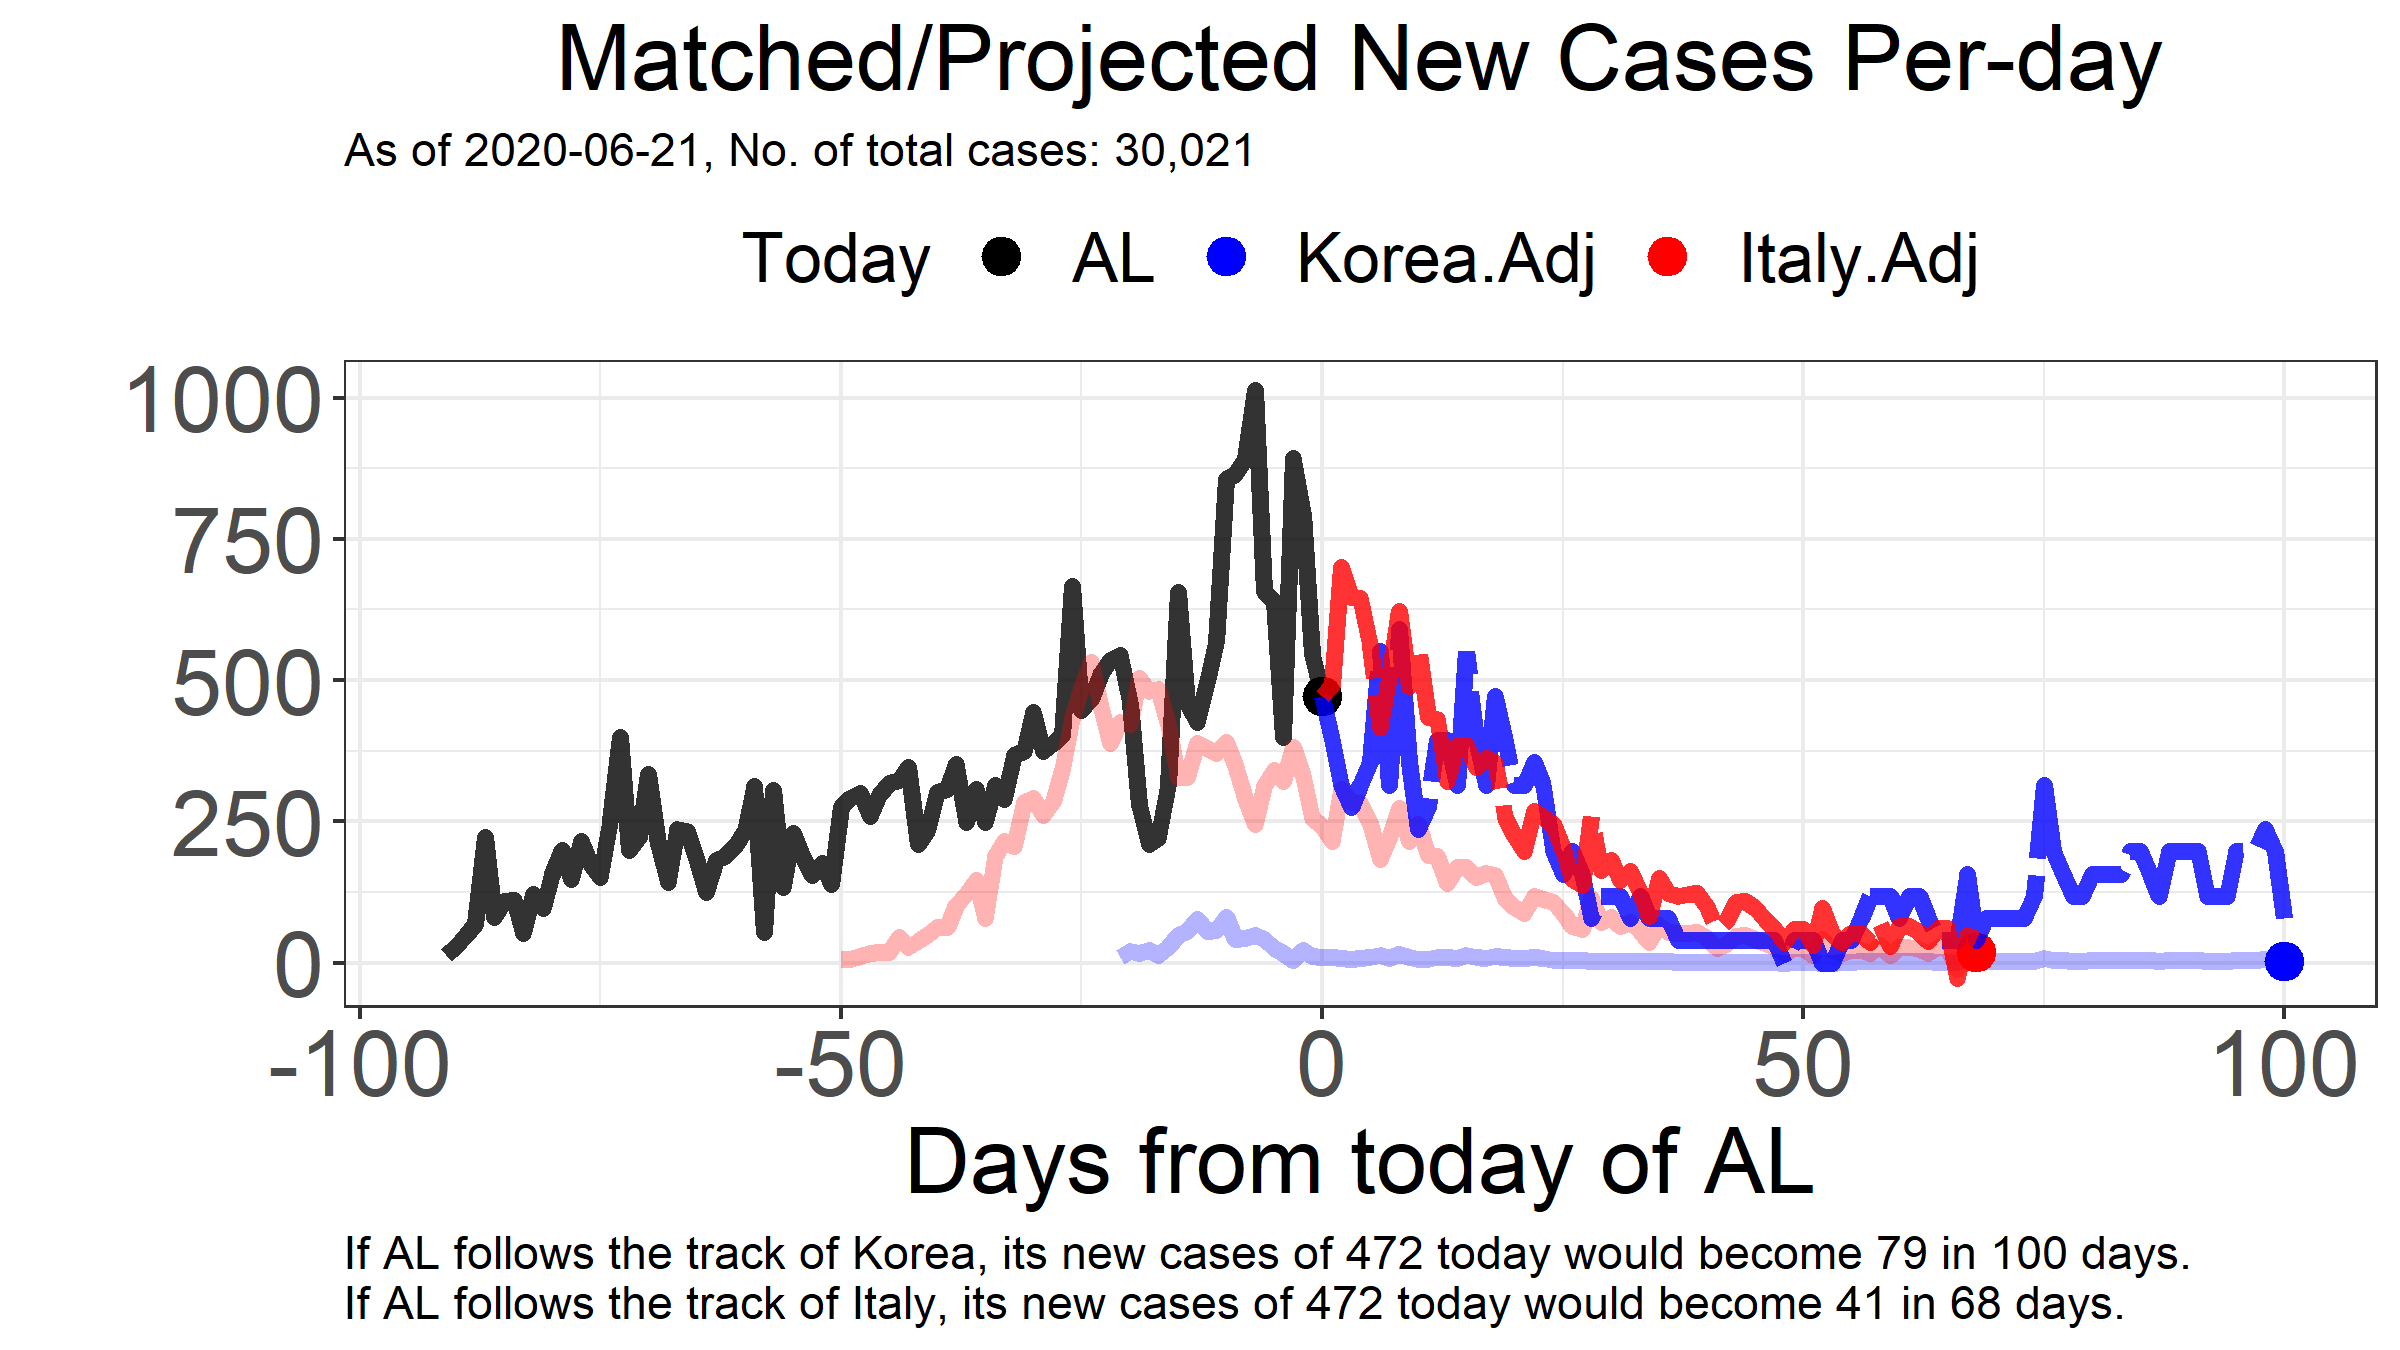 Matched/Projected New Cases Per-day
As of 2020-06-21, No. of total cases: 30,021
Today AL Korea.Adj Italy.Adj
1000
750
500
250
0
-100 -50 0 50 100
Days from today of AL
If AL follows the track of Korea, its new cases of 472 today would become 79 in 100 days.
If AL follows the track of Italy, its new cases of 472 today would become 41 in 68 days.